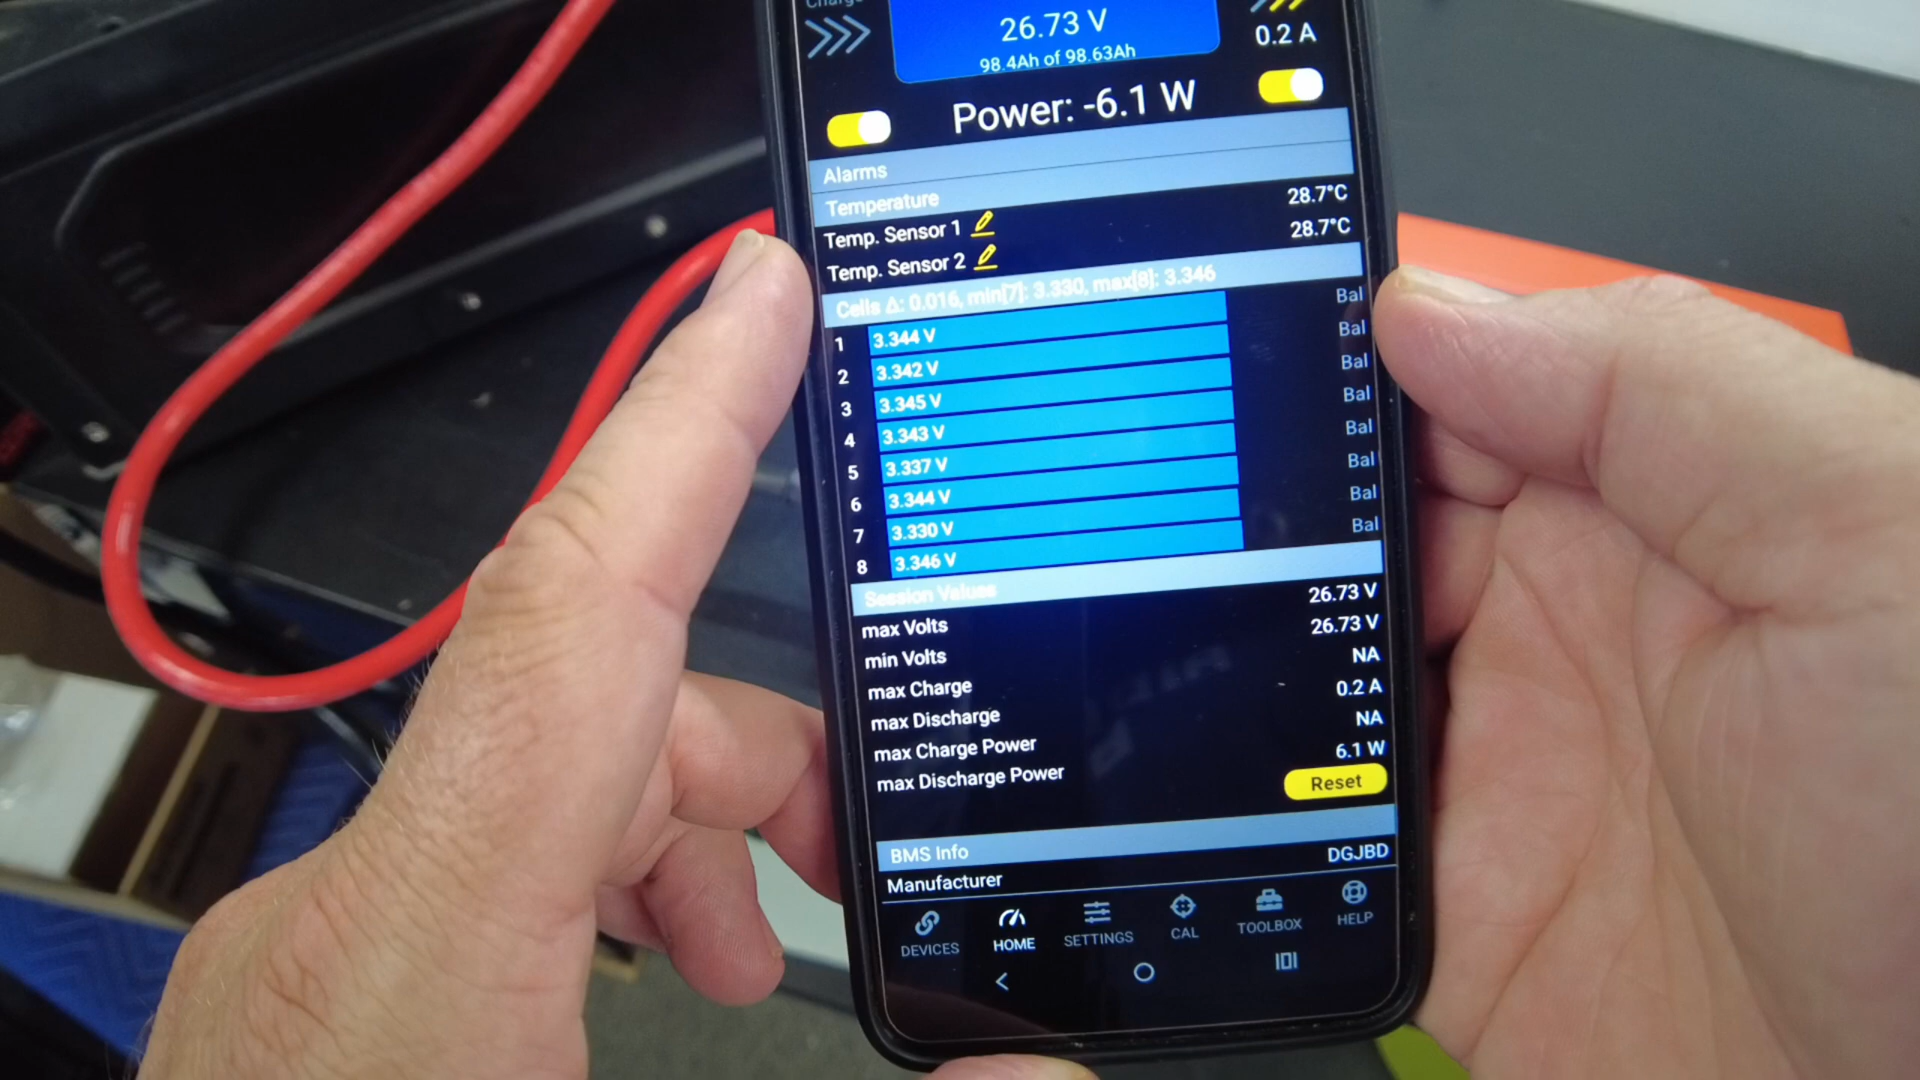 Charge
26.73 V
98.4Ah of 98.63Ah
0.2 A
Power: -6.1 W
Alarms
Temperature
Temp. Sensor 1 28.7°C
Temp. Sensor 2 28.7°C
Cells Δ: 0.016, min[7]: 3.330, max[8]: 3.346
1 3.344 V Bal
2 3.342 V Bal
3 3.345 V Bal
4 3.343 V Bal
5 3.337 V Bal
6 3.344 V Bal
7 3.330 V Bal
8 3.346 V Bal
Session Values
max Volts 26.73 V
min Volts 26.73 V
max Charge NA
max Discharge 0.2 A
max Charge Power NA
max Discharge Power 6.1 W
Reset
BMS Info
Manufacturer DGJBD
DEVICES HOME SETTINGS CAL TOOLBOX HELP